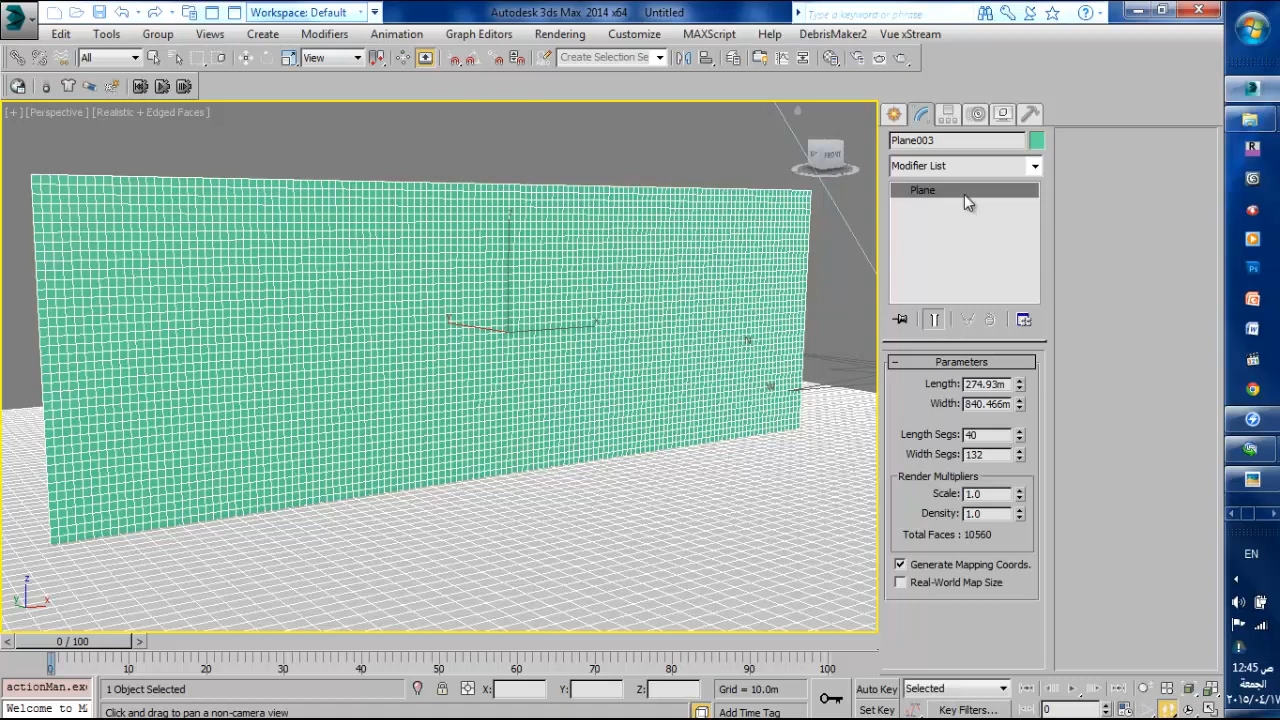 Workspace: Default
Autodesk 3ds Max 2014 x64    Untitled
Type a keyword or phrase
Edit Tools Group Views Create Modifiers Animation Graph Editors Rendering Customize MAXScript Help DebrisMaker2 Vue xStream
All
View
Create Selection Se
[+] [Perspective] [Realistic + Edged Faces]
FRONT
Plane003
Modifier List
Plane
Parameters
Length: 274.93m
Width: 840.466m
Length Segs: 40
Width Segs: 132
Render Multipliers
Scale: 1.0
Density: 1.0
Total Faces : 10560
Generate Mapping Coords.
Real-World Map Size
z
x
y
EN
0 / 100
0 10 20 30 40 50 60 70 80 90 100
actionMan.exe
1 Object Selected
X: Y: Z:
Grid = 10.0m
Auto Key
Selected
Welcome to M
Click and drag to pan a non-camera view
Add Time Tag
Set Key
Key Filters...
0
12:45 ص
الجمعة
٢٠١٥/٠٤/١٧